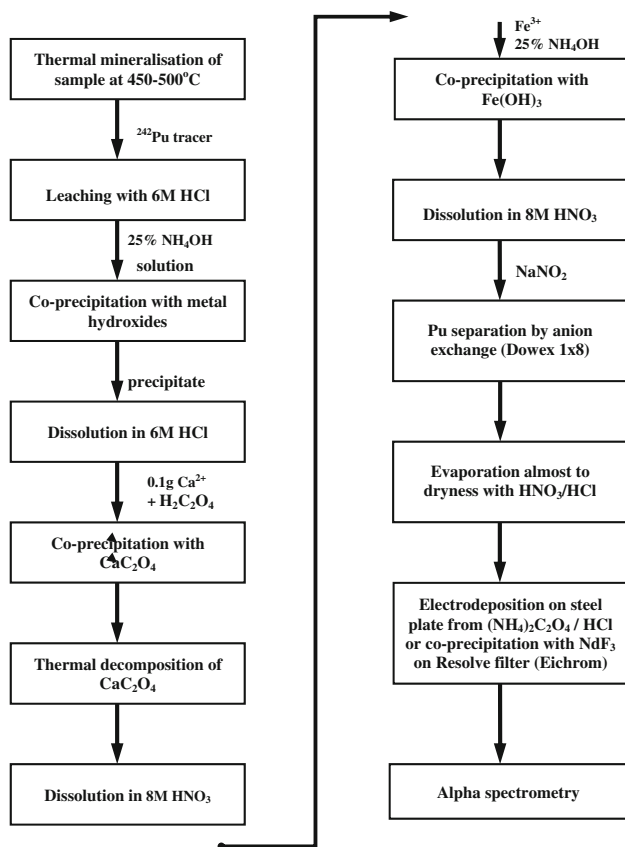 Thermal mineralisation of
sample at 450-500°C
²⁴²Pu tracer
Leaching with 6M HCl
25% NH₄OH
solution
Co-precipitation with metal
hydroxides
precipitate
Dissolution in 6M HCl
0.1g Ca²⁺
+ H₂C₂O₄
Co-precipitation with
CaC₂O₄
Thermal decomposition of
CaC₂O₄
Dissolution in 8M HNO₃
Fe³⁺
25% NH₄OH
Co-precipitation with
Fe(OH)₃
Dissolution in 8M HNO₃
NaNO₂
Pu separation by anion
exchange (Dowex 1x8)
Evaporation almost to
dryness with HNO₃/HCl
Electrodeposition on steel
plate from (NH₄)₂C₂O₄ / HCl
or co-precipitation with NdF₃
on Resolve filter (Eichrom)
Alpha spectrometry